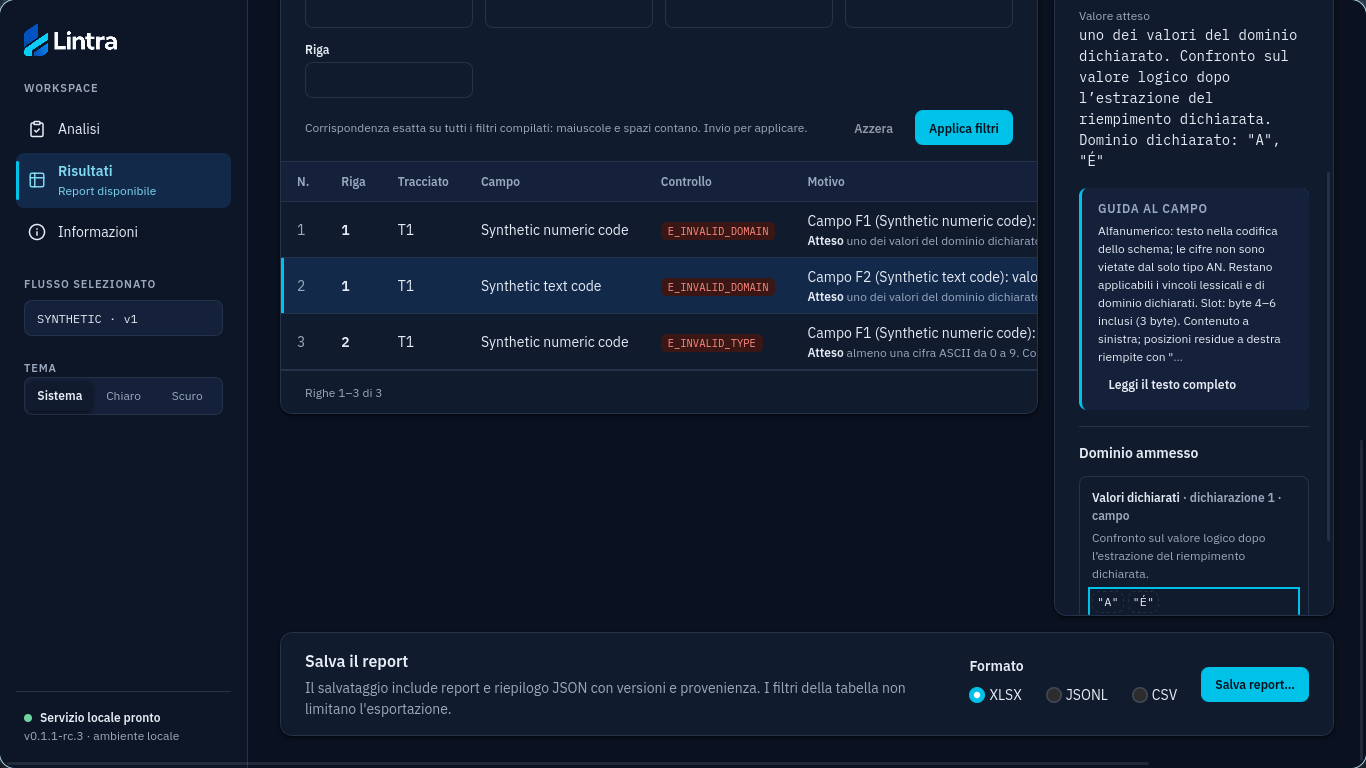 Lintra
WORKSPACE
Analisi
Risultati
Report disponibile
Informazioni
FLUSSO SELEZIONATO
SYNTHETIC · v1
TEMA
Sistema
Chiaro
Scuro
Servizio locale pronto
v0.1.1-rc.3 · ambiente locale
Riga
Corrispondenza esatta su tutti i filtri compilati: maiuscole e spazi contano. Invio per applicare.
Azzera
Applica filtri
N. Riga Tracciato Campo Controllo Motivo
1 1 T1 Synthetic numeric code E_INVALID_DOMAIN Campo F1 (Synthetic numeric code):
Atteso uno dei valori del dominio dichiarato
2 1 T1 Synthetic text code E_INVALID_DOMAIN Campo F2 (Synthetic text code): valo
Atteso uno dei valori del dominio dichiarato
3 2 T1 Synthetic numeric code E_INVALID_TYPE Campo F1 (Synthetic numeric code):
Atteso almeno una cifra ASCII da 0 a 9. Co
Righe 1–3 di 3
Valore atteso
uno dei valori del dominio
dichiarato. Confronto sul
valore logico dopo
l’estrazione del
riempimento dichiarata.
Dominio dichiarato: "A",
"É"
GUIDA AL CAMPO
Alfanumerico: testo nella codifica
dello schema; le cifre non sono
vietate dal solo tipo AN. Restano
applicabili i vincoli lessicali e di
dominio dichiarati. Slot: byte 4–6
inclusi (3 byte). Contenuto a
sinistra; posizioni residue a destra
riempite con "…
Leggi il testo completo
Dominio ammesso
Valori dichiarati · dichiarazione 1 ·
campo
Confronto sul valore logico dopo
l’estrazione del riempimento
dichiarata.
"A" "É"
Salva il report
Il salvataggio include report e riepilogo JSON con versioni e provenienza. I filtri della tabella non
limitano l'esportazione.
Formato
XLSX
JSONL
CSV
Salva report…